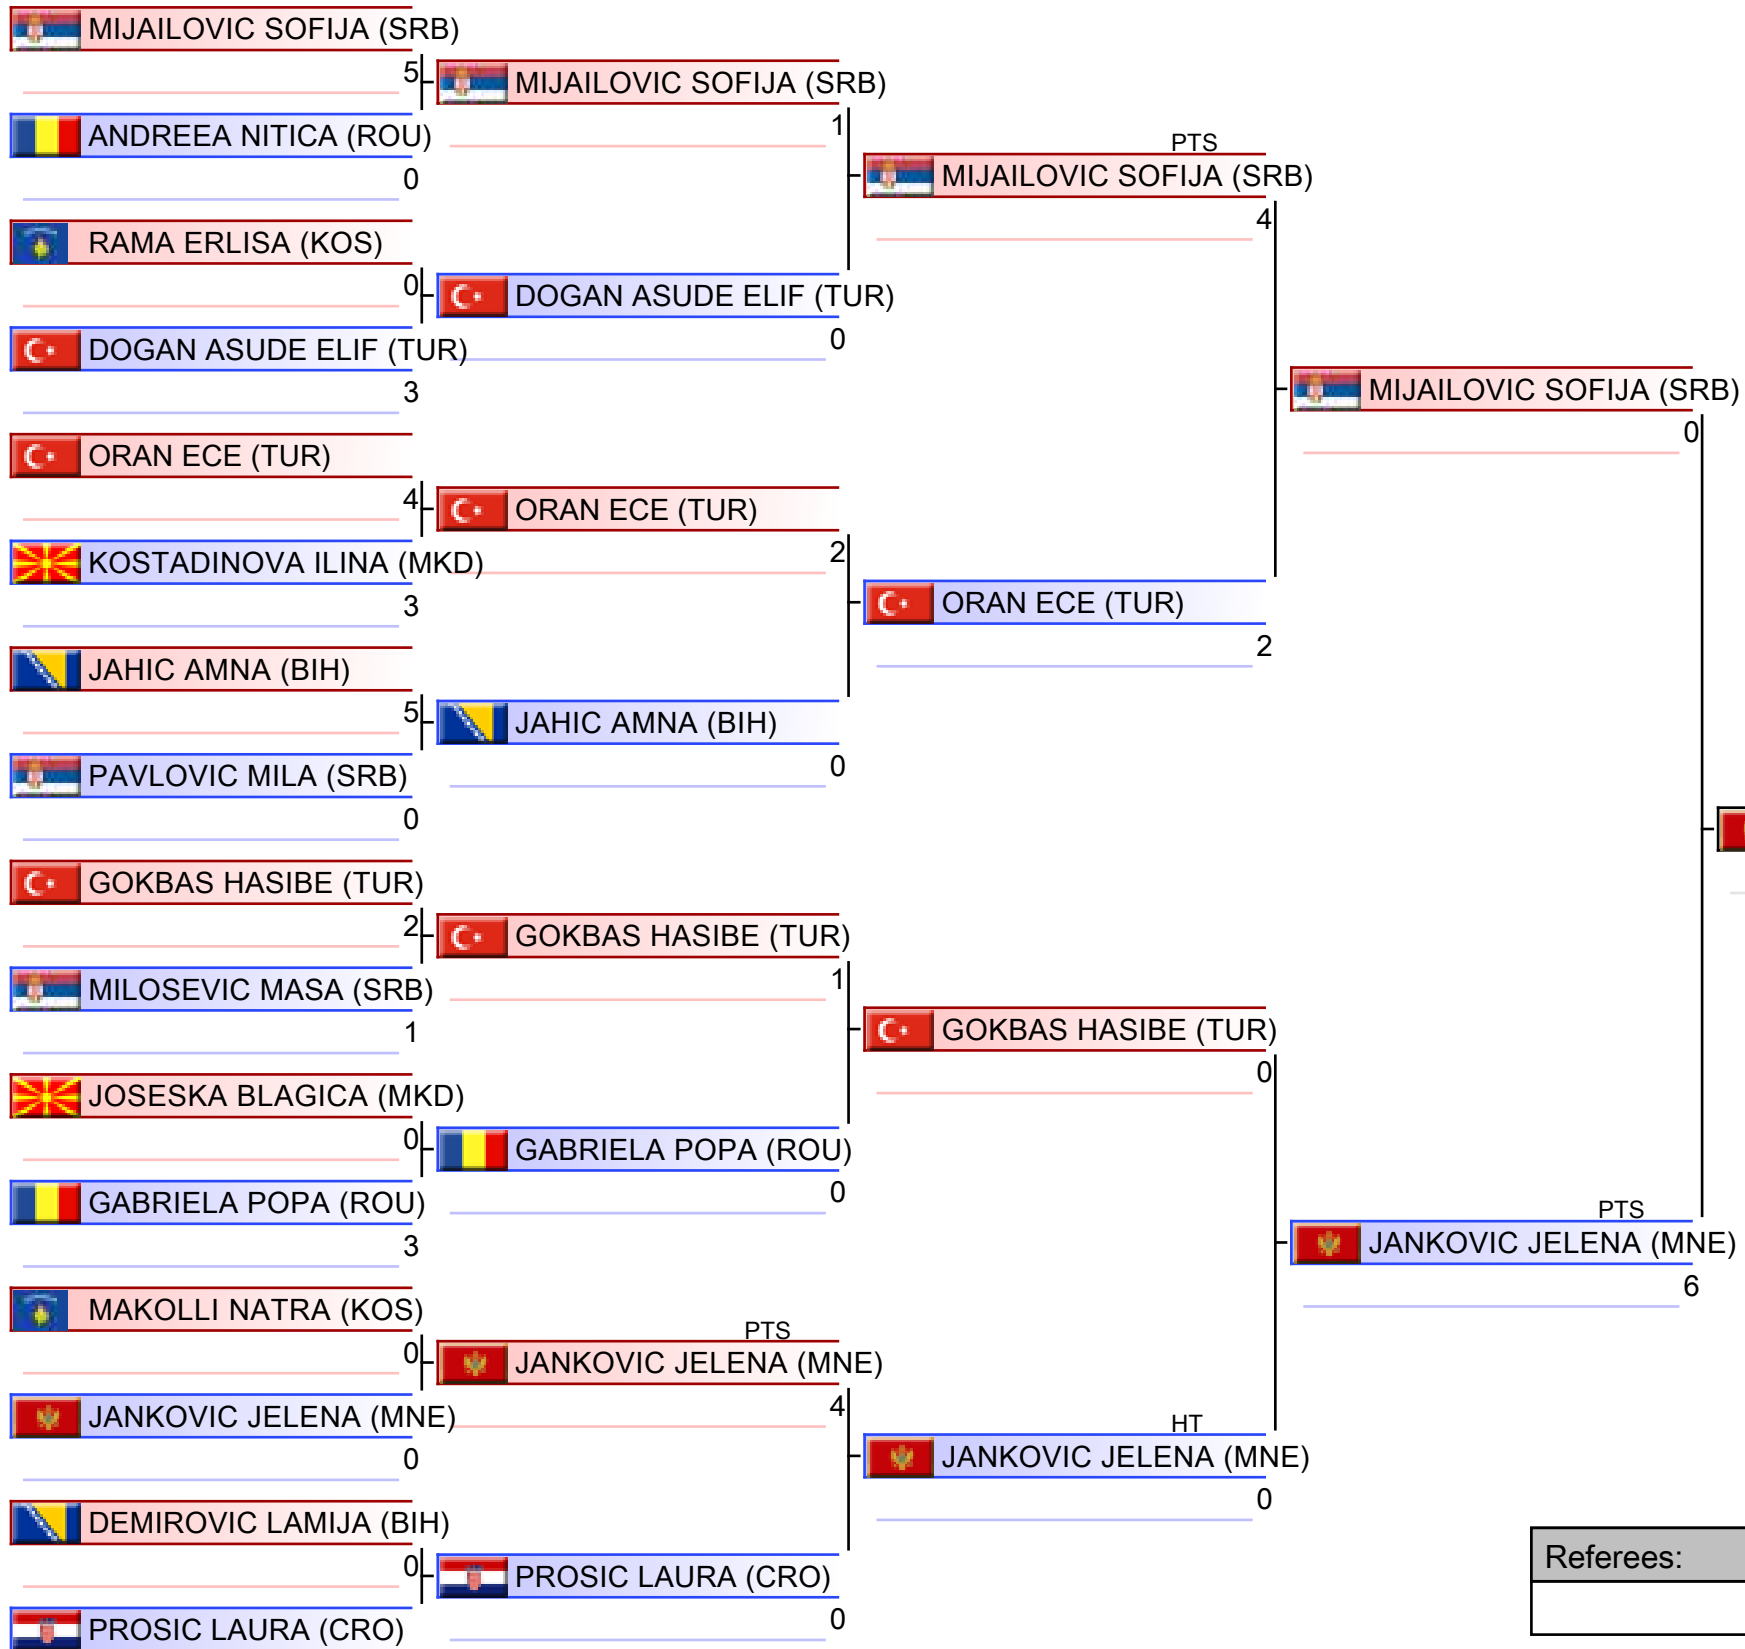 MIJAILOVIC SOFIJA (SRB)
5
ANDREEA NITICA (ROU)
0
RAMA ERLISA (KOS)
0
DOGAN ASUDE ELIF (TUR)
3
ORAN ECE (TUR)
4
KOSTADINOVA ILINA (MKD)
3
JAHIC AMNA (BIH)
5
PAVLOVIC MILA (SRB)
0
GOKBAS HASIBE (TUR)
2
MILOSEVIC MASA (SRB)
1
JOSESKA BLAGICA (MKD)
0
GABRIELA POPA (ROU)
3
MAKOLLI NATRA (KOS)
0
JANKOVIC JELENA (MNE)
0
DEMIROVIC LAMIJA (BIH)
0
PROSIC LAURA (CRO)
MIJAILOVIC SOFIJA (SRB)
1
DOGAN ASUDE ELIF (TUR)
0
ORAN ECE (TUR)
2
JAHIC AMNA (BIH)
0
GOKBAS HASIBE (TUR)
1
GABRIELA POPA (ROU)
0
PTS
JANKOVIC JELENA (MNE)
4
PROSIC LAURA (CRO)
0
PTS
MIJAILOVIC SOFIJA (SRB)
4
ORAN ECE (TUR)
2
GOKBAS HASIBE (TUR)
0
HT
JANKOVIC JELENA (MNE)
0
MIJAILOVIC SOFIJA (SRB)
0
PTS
JANKOVIC JELENA (MNE)
6
Referees: